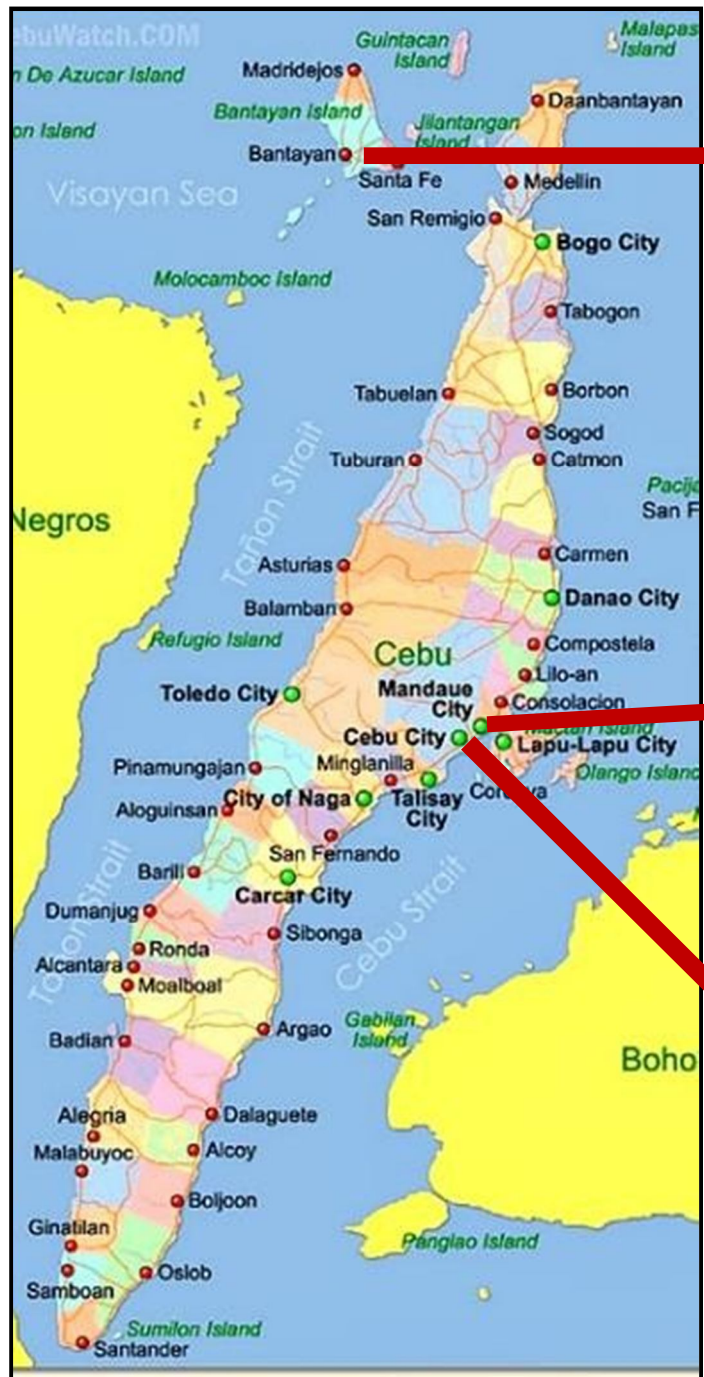 ebuWatch.COM
Guintacan
Island
Malapas
Island
Madridejos
n De Azucar Island
Daanbantayan
Bantayan Island
Jilantangan
Island
on Island
Bantayan
Santa Fe
Medellin
Visayan Sea
San Remigio
Bogo City
Molocamboc Island
Tabogon
Tabuelan
Borbon
Sogod
Tuburan
Catmon
Tañon Strait
Pacija
San F
Negros
Carmen
Asturias
Danao City
Balamban
Refugio Island
Compostela
Cebu
Lilo-an
Toledo City
Mandaue
City
Consolacion
Mactan Island
Cebu City
Lapu-Lapu City
Minglanilla
Pinamungajan
Olango Island
City of Naga
Talisay
City
Aloguinsan
San Fernando
Barili
Carcar City
Tañon Strait
Cebu Strait
Dumanjug
Sibonga
Ronda
Alcantara
Moalboal
Argao
Gabilan
Island
Badian
Boho
Alegria
Dalaguete
Malabuyoc
Alcoy
Boljoon
Ginatilan
Panglao Island
Oslob
Samboan
Sumilon Island
Santander